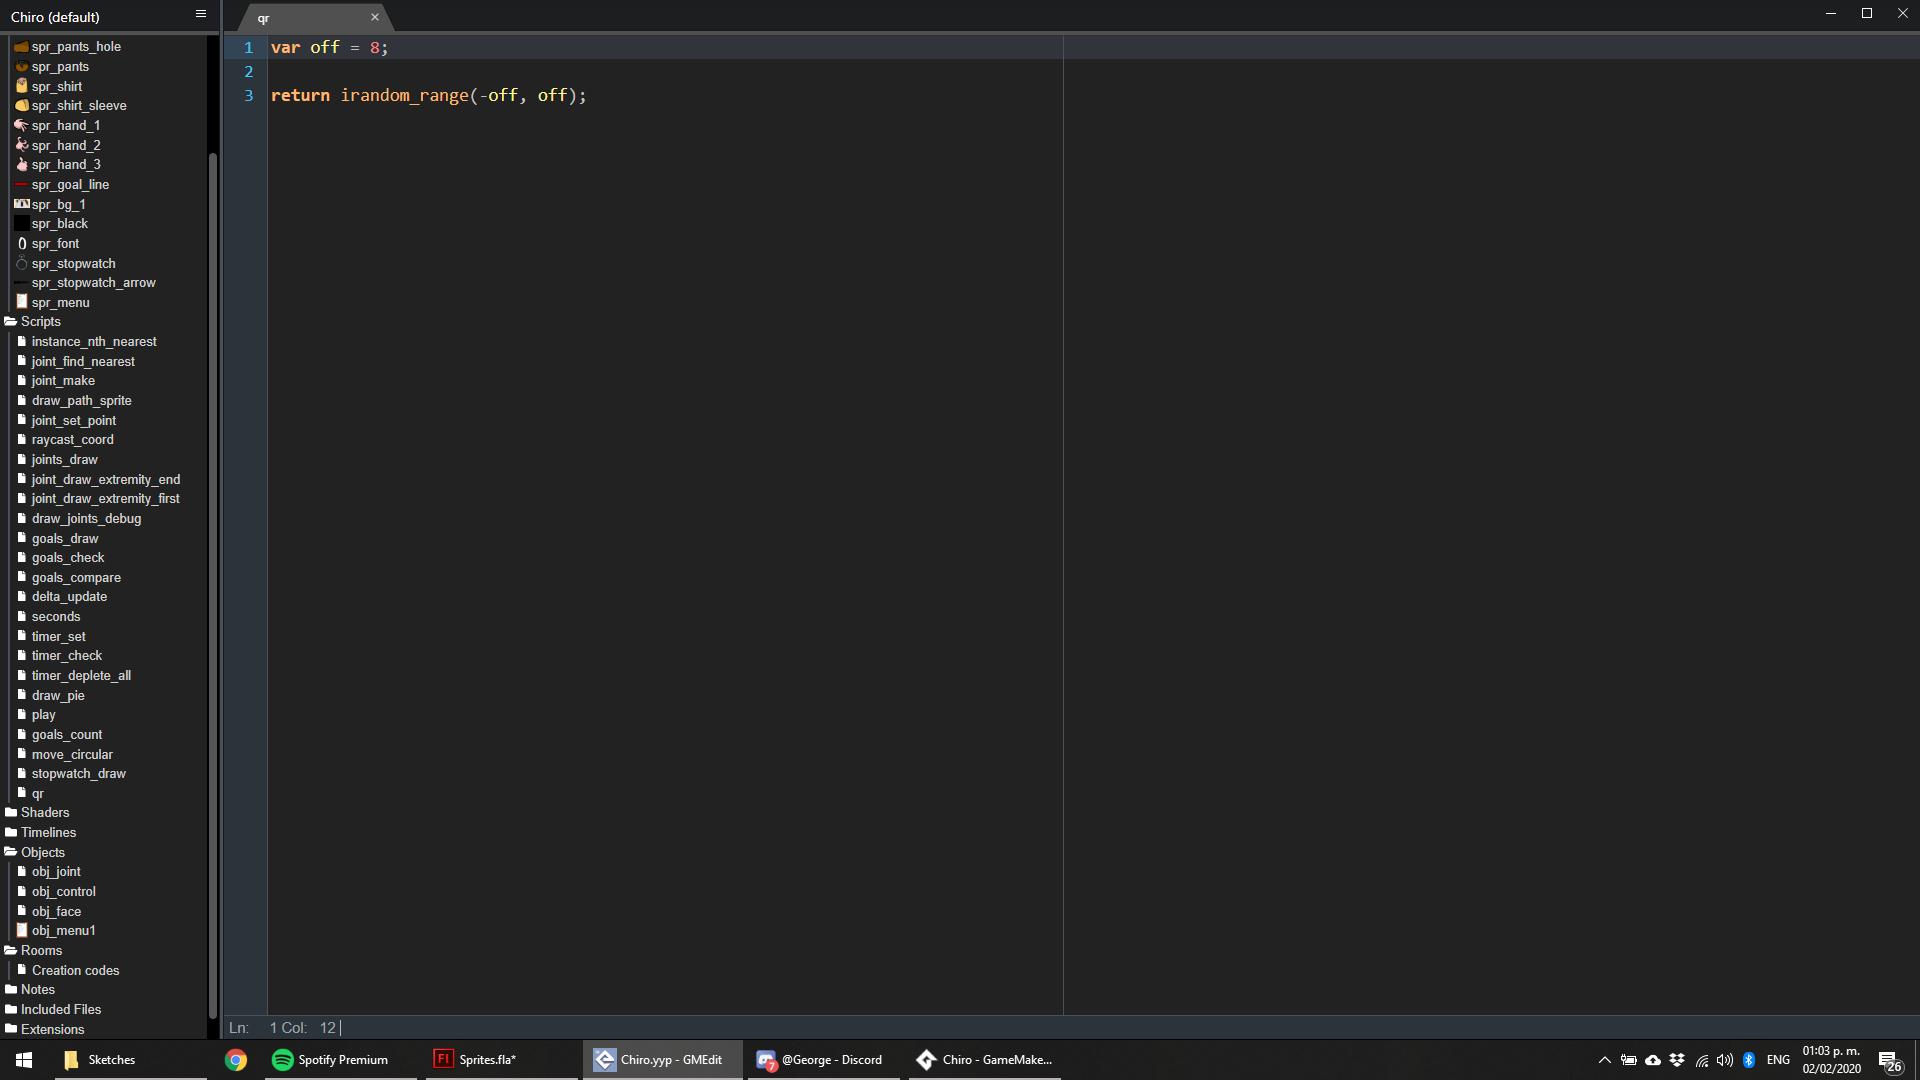 Chiro (default)
qr
spr_pants_hole
spr_pants
spr_shirt
spr_shirt_sleeve
spr_hand_1
spr_hand_2
spr_hand_3
spr_goal_line
spr_bg_1
spr_black
spr_font
spr_stopwatch
spr_stopwatch_arrow
spr_menu
Scripts
instance_nth_nearest
joint_find_nearest
joint_make
draw_path_sprite
joint_set_point
raycast_coord
joints_draw
joint_draw_extremity_end
joint_draw_extremity_first
draw_joints_debug
goals_draw
goals_check
goals_compare
delta_update
seconds
timer_set
timer_check
timer_deplete_all
draw_pie
play
goals_count
move_circular
stopwatch_draw
qr
Shaders
Timelines
Objects
obj_joint
obj_control
obj_face
obj_menu1
Rooms
Creation codes
Notes
Included Files
Extensions
1 var off = 8;
2
3 return irandom_range(-off, off);
Ln: 1 Col: 12
Sketches
Spotify Premium
Fl Sprites.fla*
Chiro.yyp - GMEdit
7 @George - Discord
Chiro - GameMake...
ENG
01:03 p. m.
02/02/2020
26